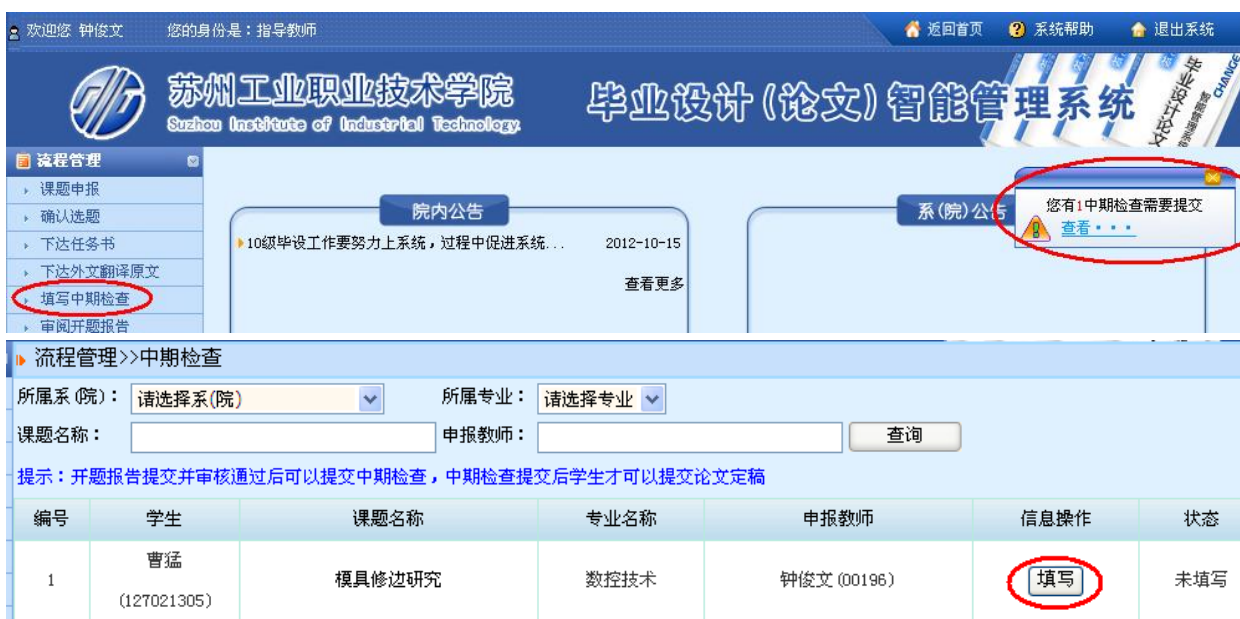 欢迎您 钟俊文 您的身份是：指导教师 返回首页 系统帮助 退出系统
苏州工业职业技术学院 毕业设计(论文)智能管理系统
Suzhou Institute of Industrial Technology.
毕业设计论文
智能管理系统
CHANGE
流程管理
课题申报
确认选题
下达任务书
下达外文翻译原文
填写中期检查
审阅开题报告
院内公告
10级毕设工作要努力上系统，过程中促进系统... 2012-10-15
查看更多
系(院)公告
您有1中期检查需要提交
查看···
流程管理>>中期检查
所属系(院)： 请选择系(院) 所属专业： 请选择专业
课题名称： 申报教师： 查询
提示：开题报告提交并审核通过后可以提交中期检查，中期检查提交后学生才可以提交论文定稿
编号 学生 课题名称 专业名称 申报教师 信息操作 状态
1 曹猛 (127021305) 模具修边研究 数控技术 钟俊文(00196) 填写 未填写